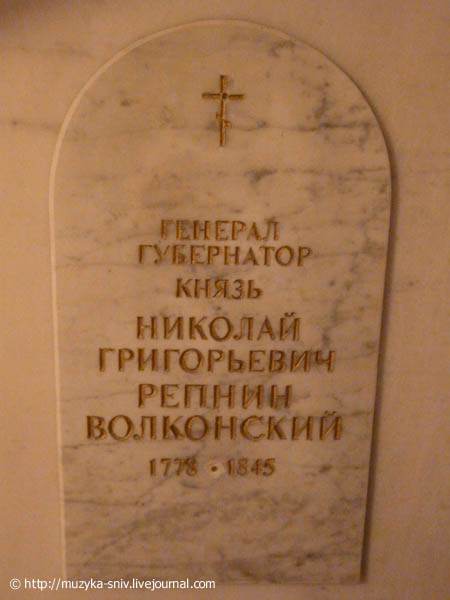 ГЕНЕРАЛ
ГУБЕРНАТОР
КНЯЗЬ
НИКОЛАЙ
ГРИГОРЬЕВИЧ
РЕПНИН
ВОЛКОНСКИЙ
1778 • 1845
© http://muzyka-sniv.livejournal.com